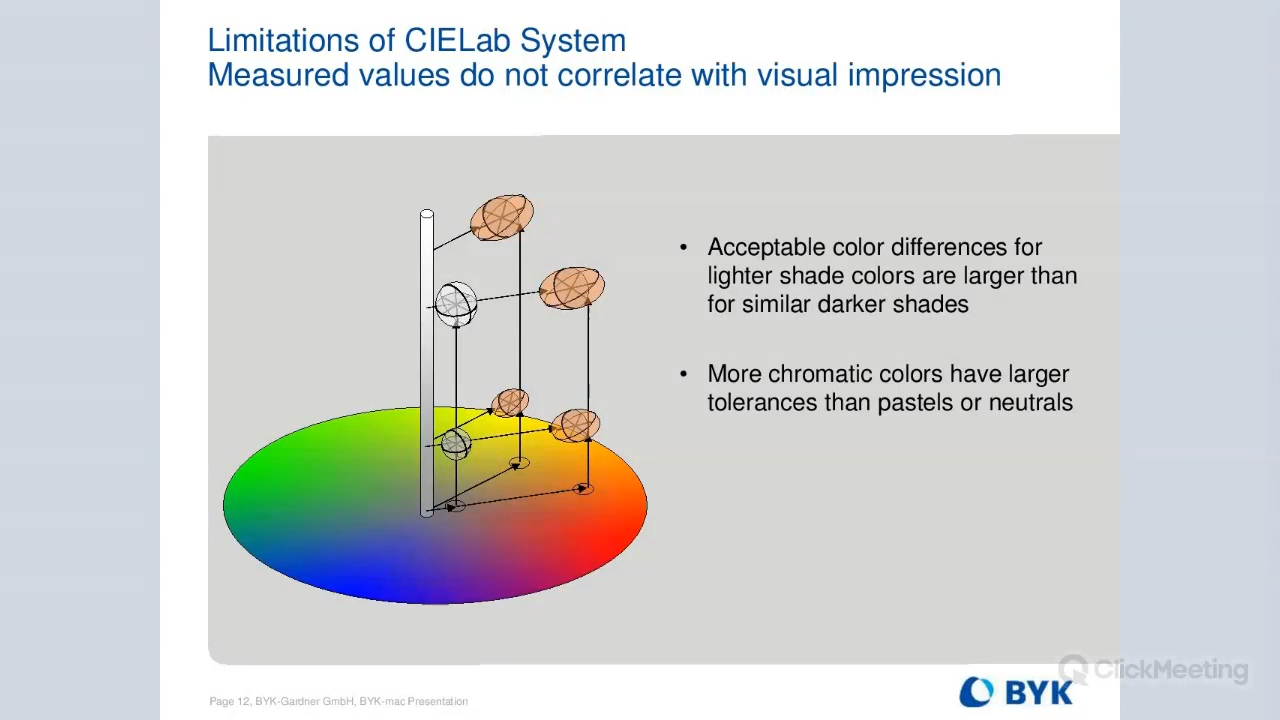 Limitations of CIELab System
Measured values do not correlate with visual impression
• Acceptable color differences for
lighter shade colors are larger than
for similar darker shades
• More chromatic colors have larger
tolerances than pastels or neutrals
ClickMeeting
Page 12, BYK-Gardner GmbH, BYK-mac Presentation
BYK